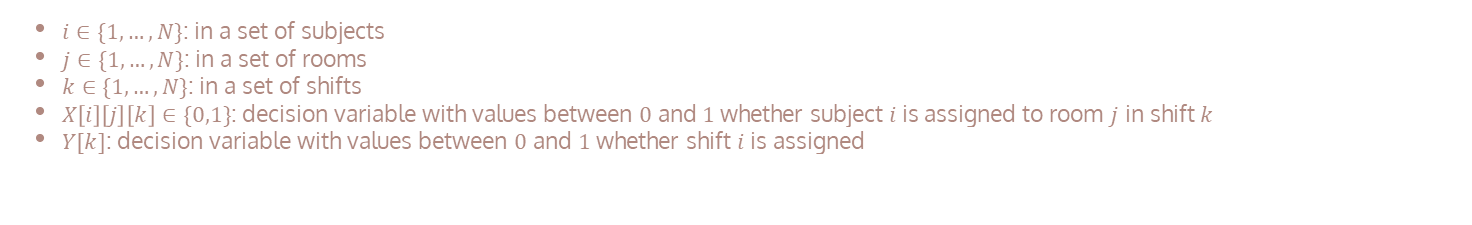 • i ∈ {1, … , N}: in a set of subjects
• j ∈ {1, … , N}: in a set of rooms
• k ∈ {1, … , N}: in a set of shifts
• X[i][j][k] ∈ {0,1}: decision variable with values between 0 and 1 whether subject i is assigned to room j in shift k
• Y[k]: decision variable with values between 0 and 1 whether shift i is assigned